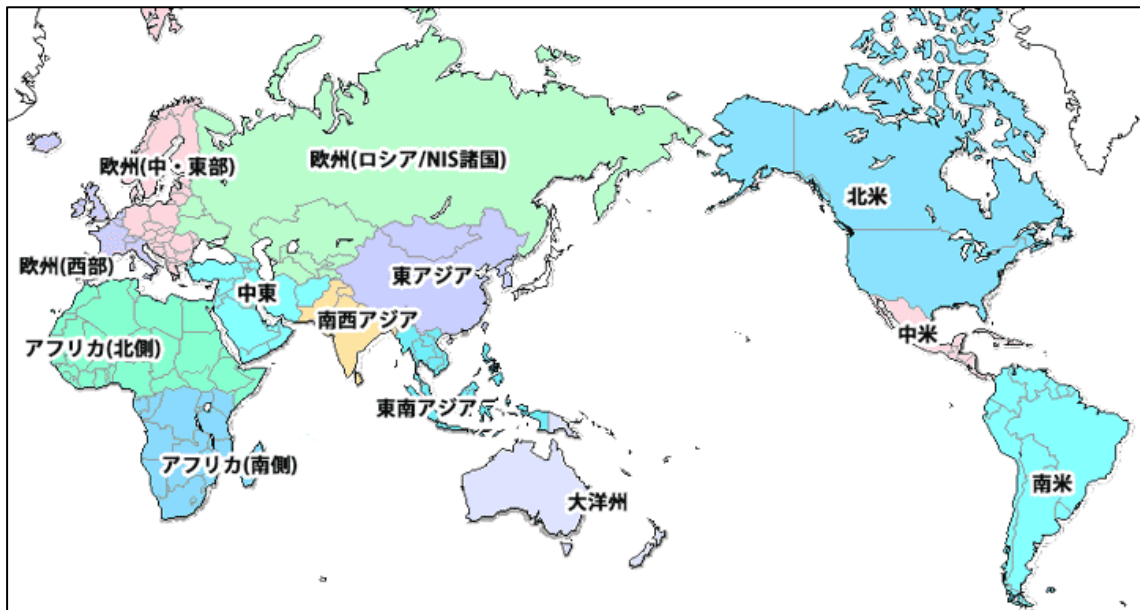 欧州(中・東部)
欧州(ロシア/NIS諸国)
北米
欧州(西部)
東アジア
中東
南西アジア
中米
アフリカ(北側)
東南アジア
アフリカ(南側)
南米
大洋州